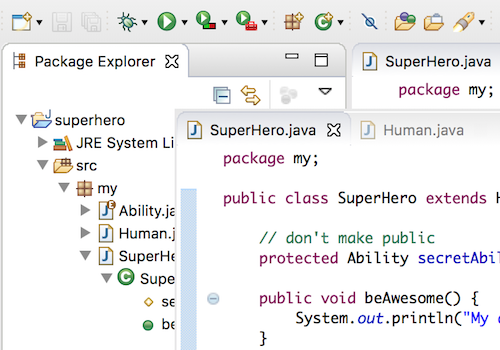 Package Explorer
SuperHero.java
package my;
superhero
JRE System Li
src
my
Ability.ja
Human.j
SuperHe
Supe
se
be
SuperHero.java
Human.java
package my;
public class SuperHero extends H
// don't make public
protected Ability secretAbil
public void beAwesome() {
System.out.println("My
}